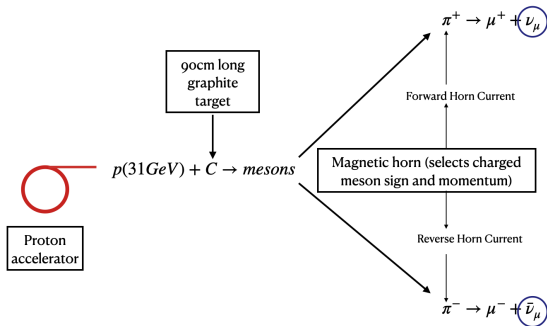 π⁺ → μ⁺ + ν_μ
90cm long
graphite
target
Forward Horn Current
p(31GeV) + C → mesons
Magnetic horn (selects charged
meson sign and momentum)
Proton
accelerator
Reverse Horn Current
π⁻ → μ⁻ + ν̄_μ